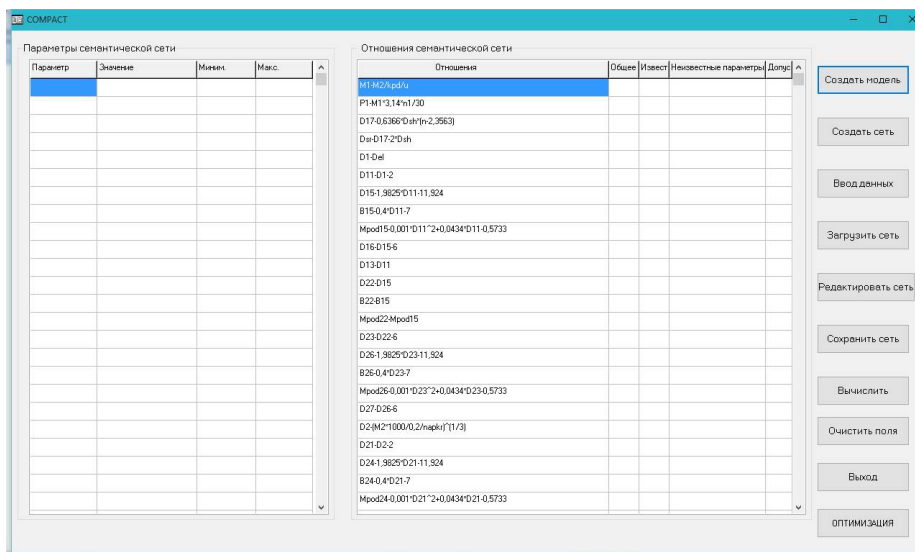 COMPACT
Параметры семантической сети
Параметр Значение Миним. Макс.
Отношения семантической сети
Отношения Общее Извест Неизвестные параметры Допус
M1-M2/kpd/u
P1-M1*3,14*n1/30
D17-0,6366*Dsh*(n-2,3563)
Dsr-D17-2*Dsh
D1-Del
D11-D1-2
D15-1,9825*D11-11,924
B15-0,4*D11-7
Mpod15-0,001*D11^2+0,0434*D11-0,5733
D16-D15-6
D13-D11
D22-D15
B22-B15
Mpod22-Mpod15
D23-D22-6
D26-1,9825*D23-11,924
B26-0,4*D23-7
Mpod26-0,001*D23^2+0,0434*D23-0,5733
D27-D26-6
D2-(M2*1000/0,2/napkr)^(1/3)
D21-D2-2
D24-1,9825*D21-11,924
B24-0,4*D21-7
Mpod24-0,001*D21^2+0,0434*D21-0,5733
Создать модель
Создать сеть
Ввод данных
Загрузить сеть
Редактировать сеть
Сохранить сеть
Вычислить
Очистить поля
Выход
ОПТИМИЗАЦИЯ